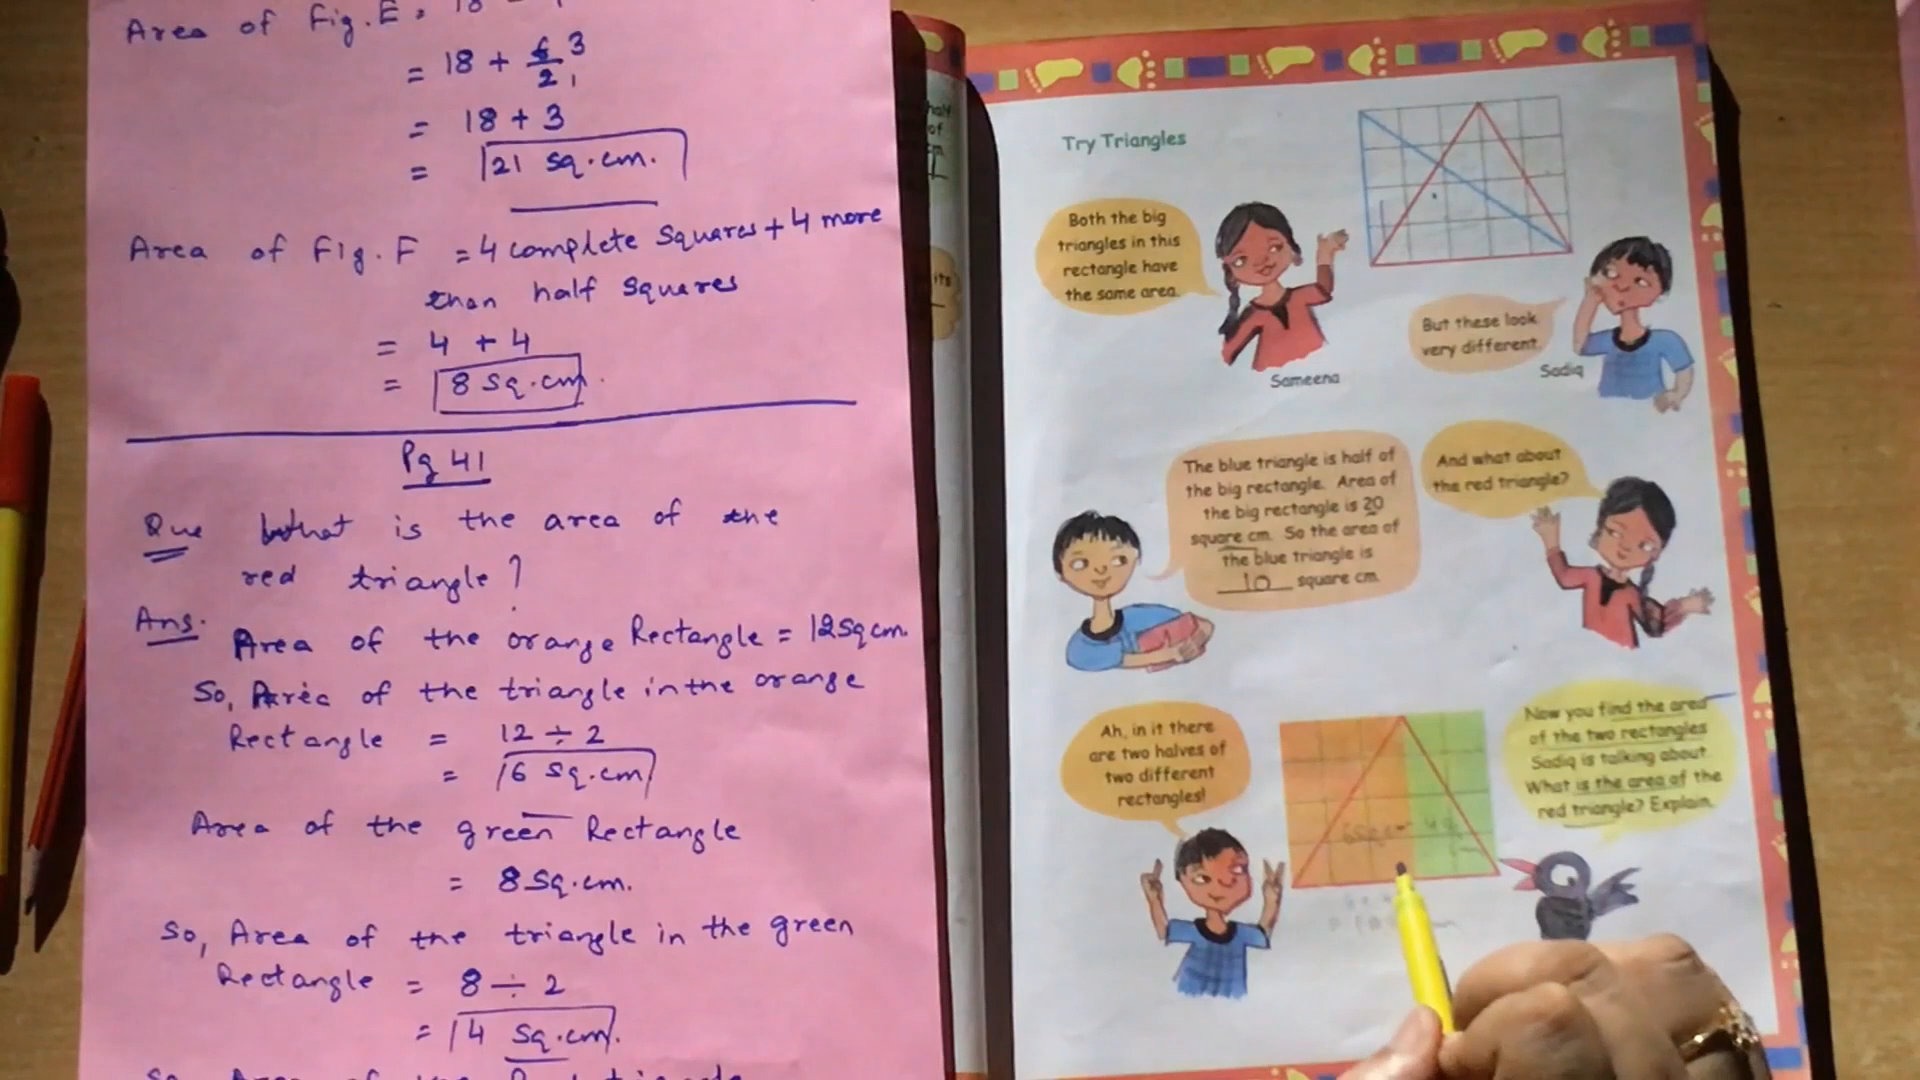 Area of Fig. E = 18
= 18 + 6/2 3 1
= 18 + 3
= 21 sq.cm.
Area of Fig. F = 4 complete Squares + 4 more
than half Squares
= 4 + 4
= 8 Sq.cm.
Pg 41
Que What is the area of the
red triangle?
Ans. Area of the orange Rectangle = 12 Sq cm.
So, Area of the triangle in the orange
Rectangle = 12 ÷ 2
= 6 Sq.cm
Area of the green Rectangle
= 8 Sq.cm.
So, Area of the triangle in the green
Rectangle = 8 ÷ 2
= 4 Sq.cm.
half
of
cm
Try Triangles
Both the big
triangles in this
rectangle have
the same area.
Sameena
But these look
very different.
Sadiq
The blue triangle is half of
the big rectangle. Area of
the big rectangle is 20
square cm. So the area of
the blue triangle is
10 square cm.
And what about
the red triangle?
Ah, in it there
are two halves of
two different
rectangles!
Now you find the area
of the two rectangles
Sadiq is talking about.
What is the area of the
red triangle? Explain.